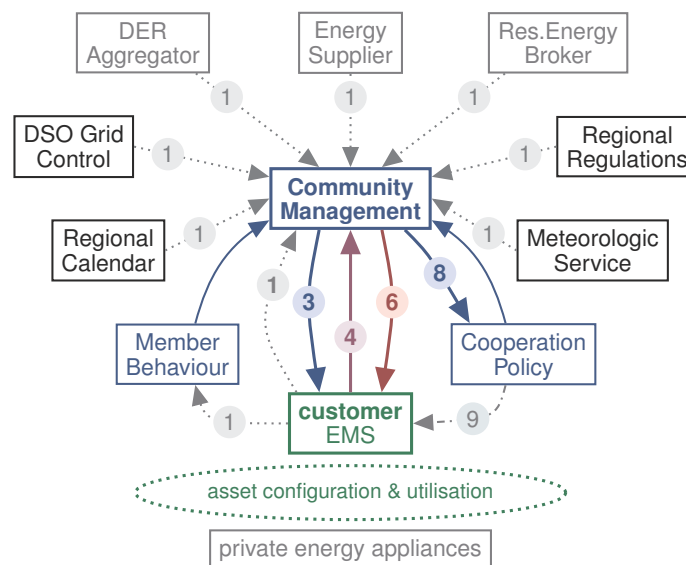 DER
Aggregator
Energy
Supplier
Res.Energy
Broker
1
1
1
DSO Grid
Control
1
1
Regional
Regulations
Community
Management
Regional
Calendar
1
1
Meteorologic
Service
1
3
4
6
8
Member
Behaviour
Cooperation
Policy
1
customer
EMS
9
asset configuration & utilisation
private energy appliances